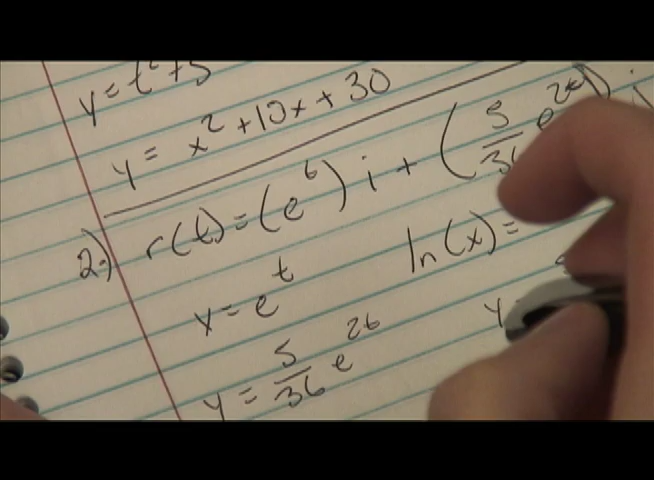 y = t² + 5
y = x² + 10x + 30
2.) r(t) = (e^t) i + (5/36 e^2t) j
x = e^t ln(x) =
y = 5/36 e^2t y